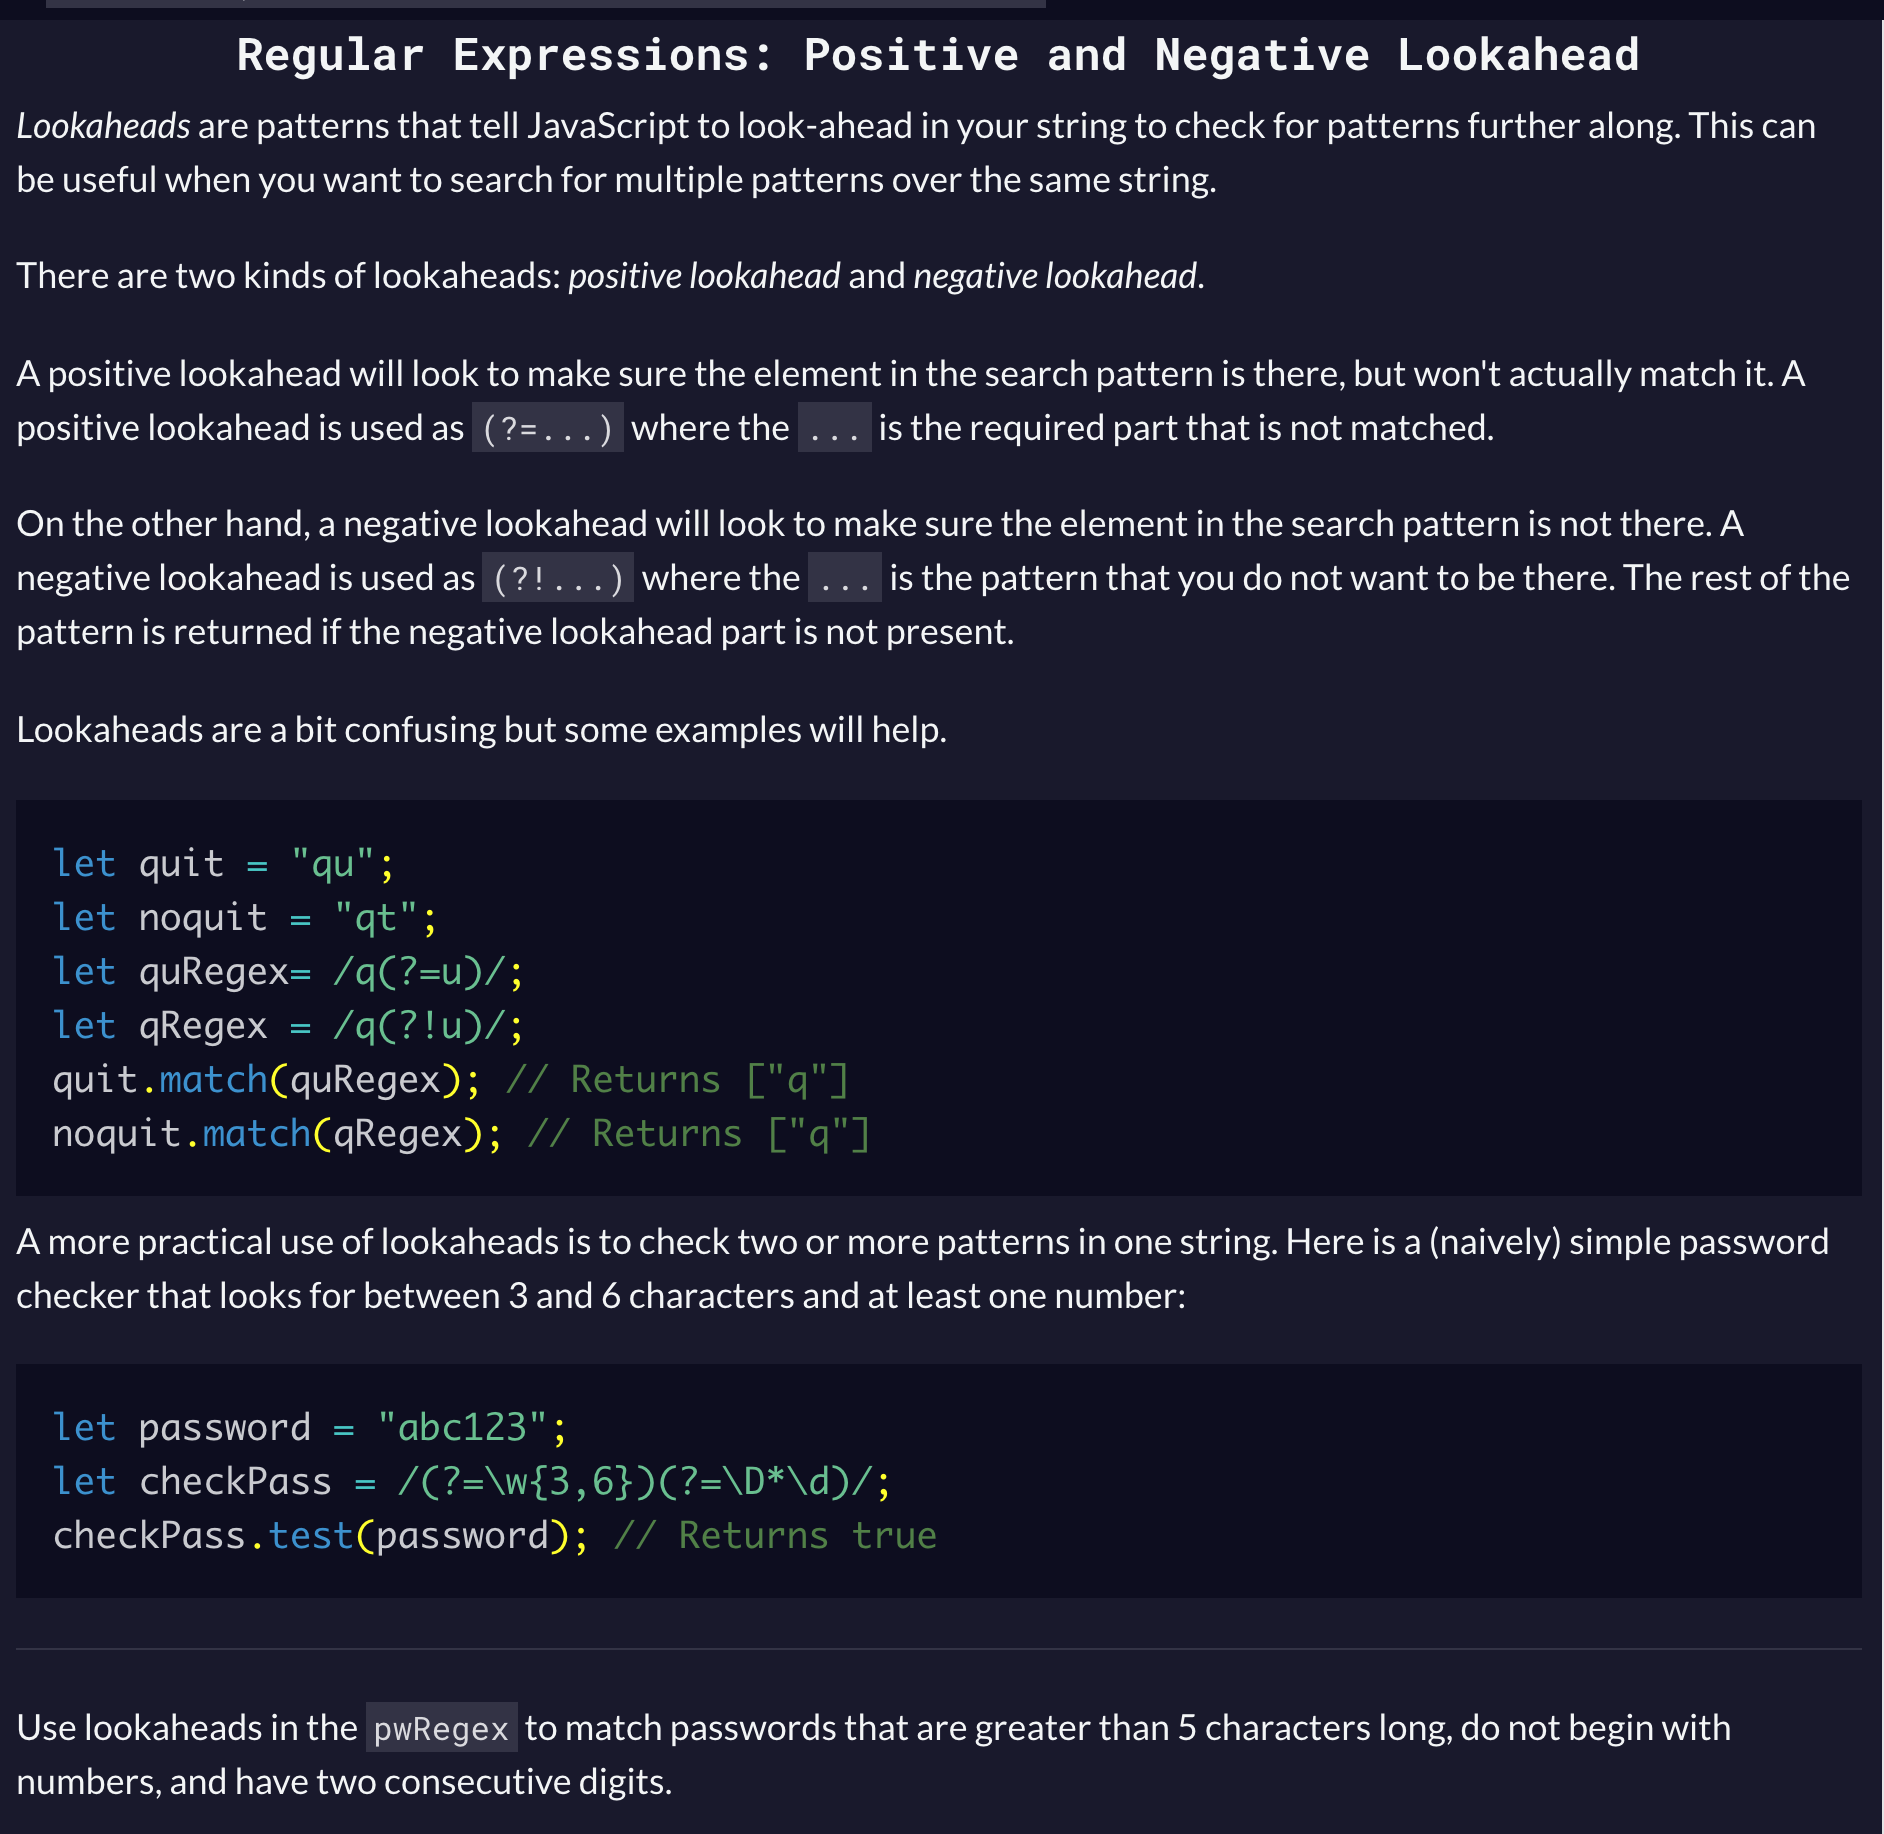 Regular Expressions: Positive and Negative Lookahead
Lookaheads are patterns that tell JavaScript to look-ahead in your string to check for patterns further along. This can
be useful when you want to search for multiple patterns over the same string.
There are two kinds of lookaheads: positive lookahead and negative lookahead.
A positive lookahead will look to make sure the element in the search pattern is there, but won't actually match it. A
positive lookahead is used as (?=...) where the ... is the required part that is not matched.
On the other hand, a negative lookahead will look to make sure the element in the search pattern is not there. A
negative lookahead is used as (?!...) where the ... is the pattern that you do not want to be there. The rest of the
pattern is returned if the negative lookahead part is not present.
Lookaheads are a bit confusing but some examples will help.
let quit = "qu";
let noquit = "qt";
let quRegex= /q(?=u)/;
let qRegex = /q(?!u)/;
quit.match(quRegex); // Returns ["q"]
noquit.match(qRegex); // Returns ["q"]
A more practical use of lookaheads is to check two or more patterns in one string. Here is a (naively) simple password
checker that looks for between 3 and 6 characters and at least one number:
let password = "abc123";
let checkPass = /(?=\w{3,6})(?=\D*\d)/;
checkPass.test(password); // Returns true
Use lookaheads in the pwRegex to match passwords that are greater than 5 characters long, do not begin with
numbers, and have two consecutive digits.